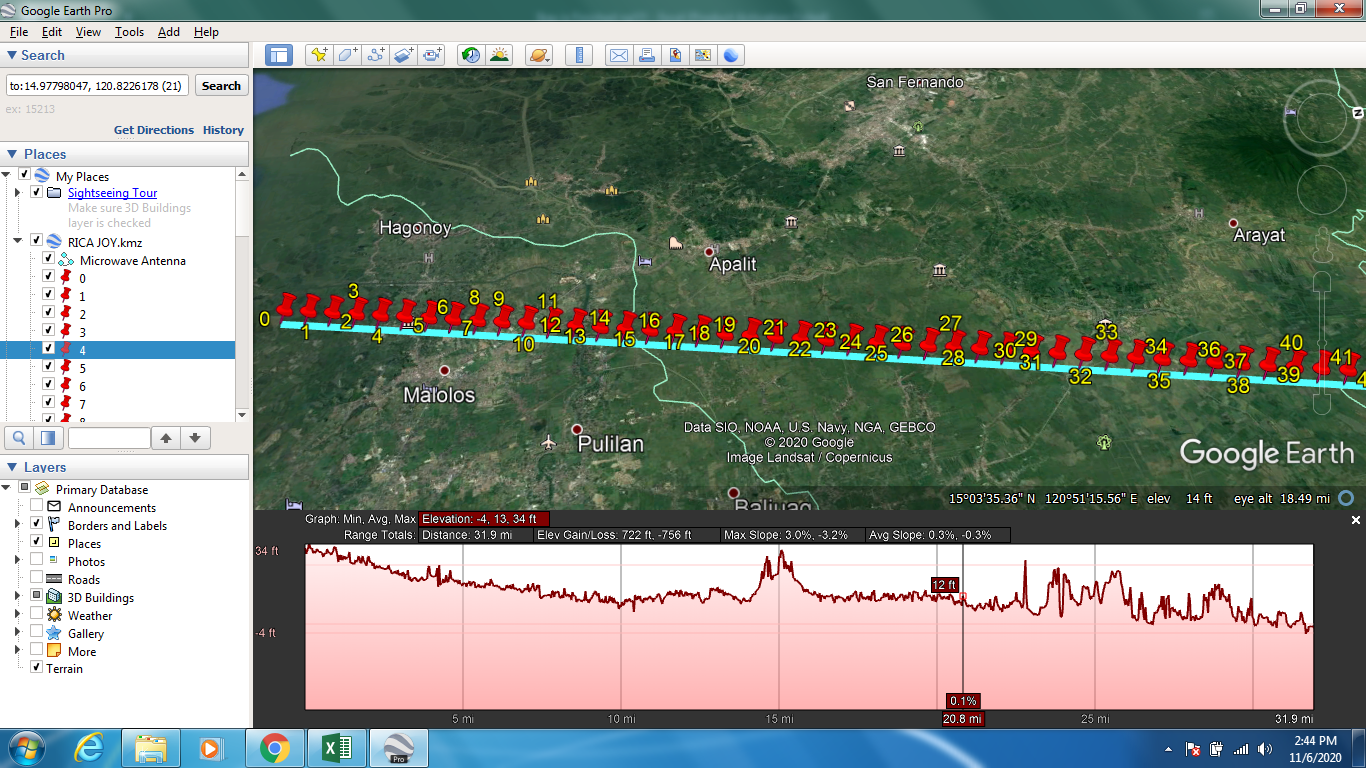 Google Earth Pro
File Edit View Tools Add Help
Search
to:14.97798047, 120.8226178 (21) Search
ex: 15213
Get Directions History
Places
My Places
Sightseeing Tour
Make sure 3D Buildings
layer is checked
RICA JOY.kmz
Microwave Antenna
0
1
2
3
4
5
6
7
Layers
Primary Database
Announcements
Borders and Labels
Places
Photos
Roads
3D Buildings
Weather
Gallery
More
Terrain
San Fernando
N
Arayat
Hagonoy
H
H
H
Apalit
0 1 2 3 4 5 6 7 8 9 10 11 12 13 14 15 16 17 18 19 20 21 22 23 24 25 26 27 28 29 30 31 32 33 34 35 36 37 38 39 40 41 4
Malolos
Pulilan
Baliuag
Data SIO, NOAA, U.S. Navy, NGA, GEBCO
© 2020 Google
Image Landsat / Copernicus
Google Earth
15°03'35.36" N 120°51'15.56" E elev 14 ft eye alt 18.49 mi
Graph: Min, Avg, Max Elevation: -4, 13, 34 ft
Range Totals: Distance: 31.9 mi Elev Gain/Loss: 722 ft, -756 ft Max Slope: 3.0%, -3.2% Avg Slope: 0.3%, -0.3%
34 ft
12 ft
-4 ft
0.1%
5 mi 10 mi 15 mi 20.8 mi 25 mi 31.9 mi
Pro
2:44 PM
11/6/2020